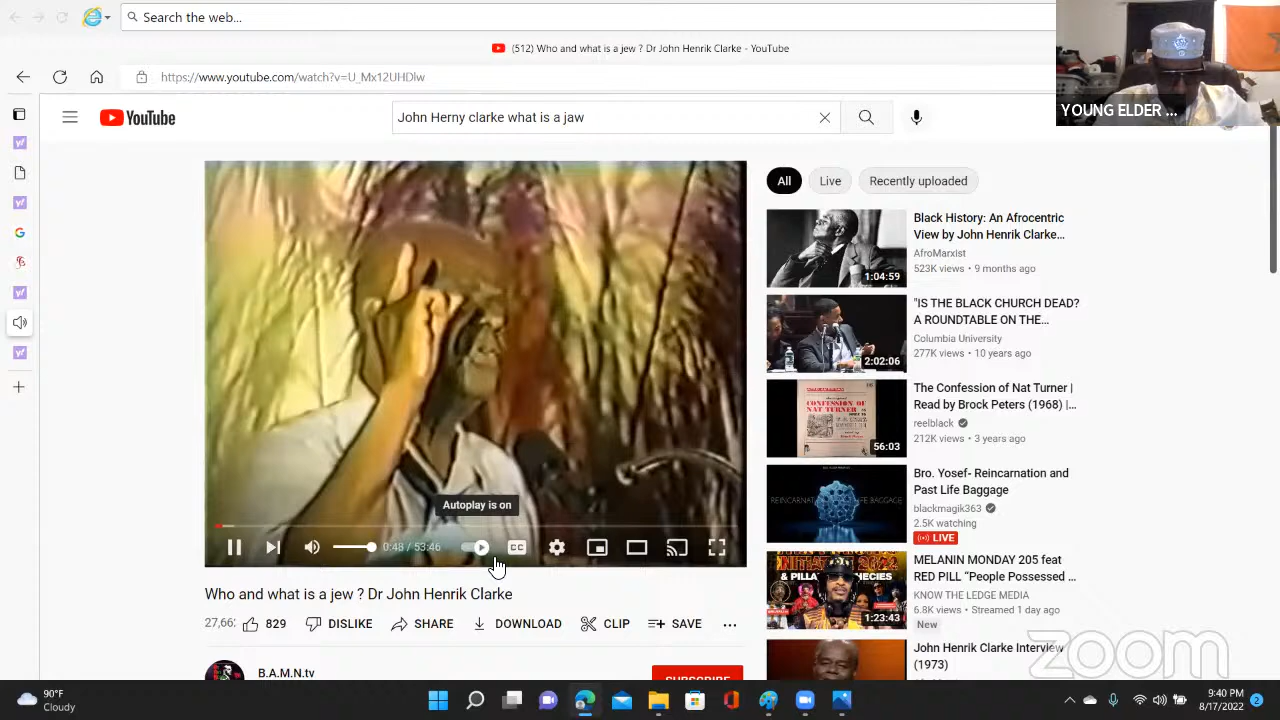 Search the web...
(512) Who and what is a jew ? Dr John Henrik Clarke - YouTube
https://www.youtube.com/watch?v=U_Mx12UHDlw
YOUNG ELDER ...
YouTube
John Herny clarke what is a jaw
All
Live
Recently uploaded
Black History: An Afrocentric
View by John Henrik Clarke...
AfroMarxist
523K views • 9 months ago
1:04:59
"IS THE BLACK CHURCH DEAD?
A ROUNDTABLE ON THE...
Columbia University
277K views • 10 years ago
2:02:06
The Confession of Nat Turner |
Read by Brock Peters (1968) |...
reelblack
212K views • 3 years ago
56:03
Bro. Yosef- Reincarnation and
Past Life Baggage
blackmagik363
2.5K watching
LIVE
MELANIN MONDAY 205 feat
RED PILL “People Possessed ...
KNOW THE LEDGE MEDIA
6.8K views • Streamed 1 day ago
New
1:23:43
John Henrik Clarke Interview
(1973)
Autoplay is on
0:48 / 53:46
CC
Who and what is a jew ? Dr John Henrik Clarke
27,66:
829
DISLIKE
SHARE
DOWNLOAD
CLIP
SAVE
...
B.A.M.N.tv
SUBSCRIBE
zoom
90°F
Cloudy
9:40 PM
8/17/2022
2